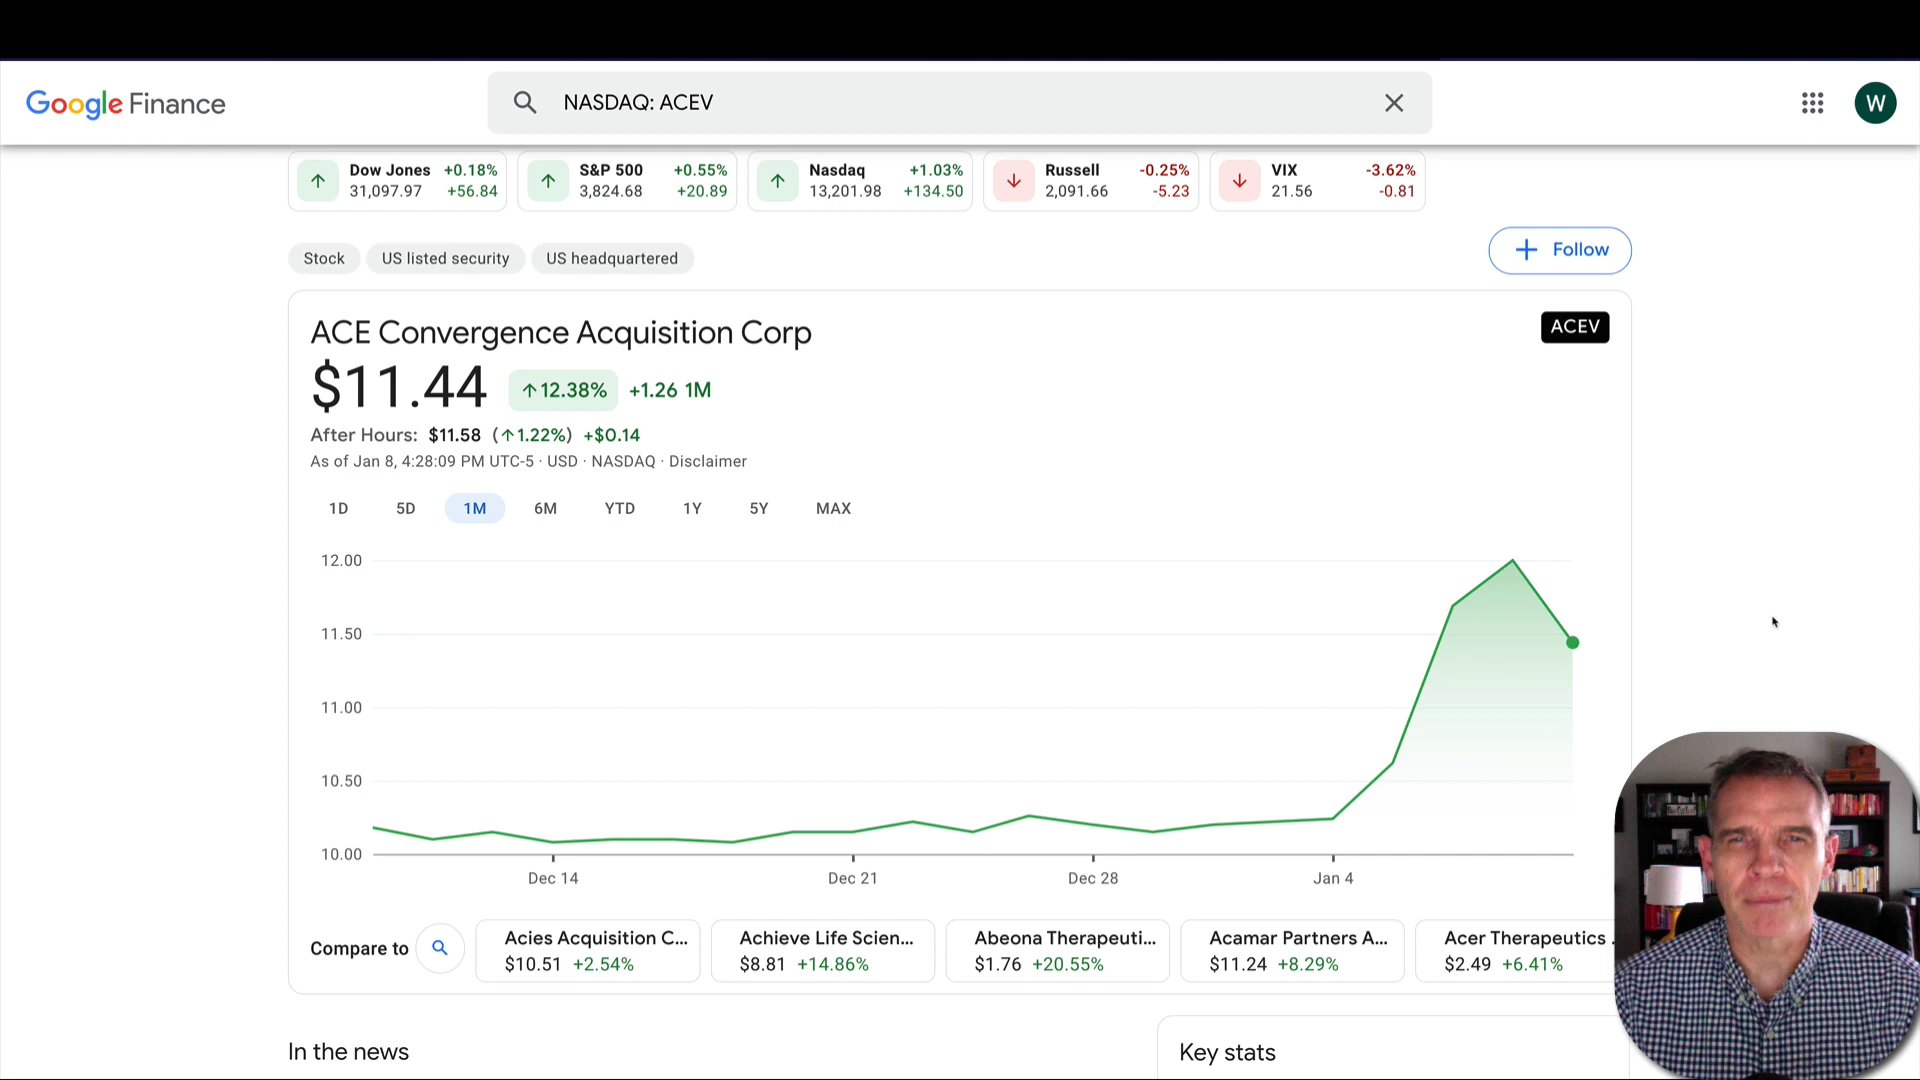 Google Finance
NASDAQ: ACEV
W
Dow Jones +0.18%
31,097.97 +56.84
S&P 500 +0.55%
3,824.68 +20.89
Nasdaq +1.03%
13,201.98 +134.50
Russell -0.25%
2,091.66 -5.23
VIX -3.62%
21.56 -0.81
Stock
US listed security
US headquartered
Follow
ACE Convergence Acquisition Corp
ACEV
$11.44 ↑12.38% +1.26 1M
After Hours: $11.58 (↑1.22%) +$0.14
As of Jan 8, 4:28:09 PM UTC-5 · USD · NASDAQ · Disclaimer
1D 5D 1M 6M YTD 1Y 5Y MAX
12.00
11.50
11.00
10.50
10.00
Dec 14 Dec 21 Dec 28 Jan 4
Compare to
Acies Acquisition C...
$10.51 +2.54%
Achieve Life Scien...
$8.81 +14.86%
Abeona Therapeuti...
$1.76 +20.55%
Acamar Partners A...
$11.24 +8.29%
Acer Therapeutics .
$2.49 +6.41%
In the news
Key stats